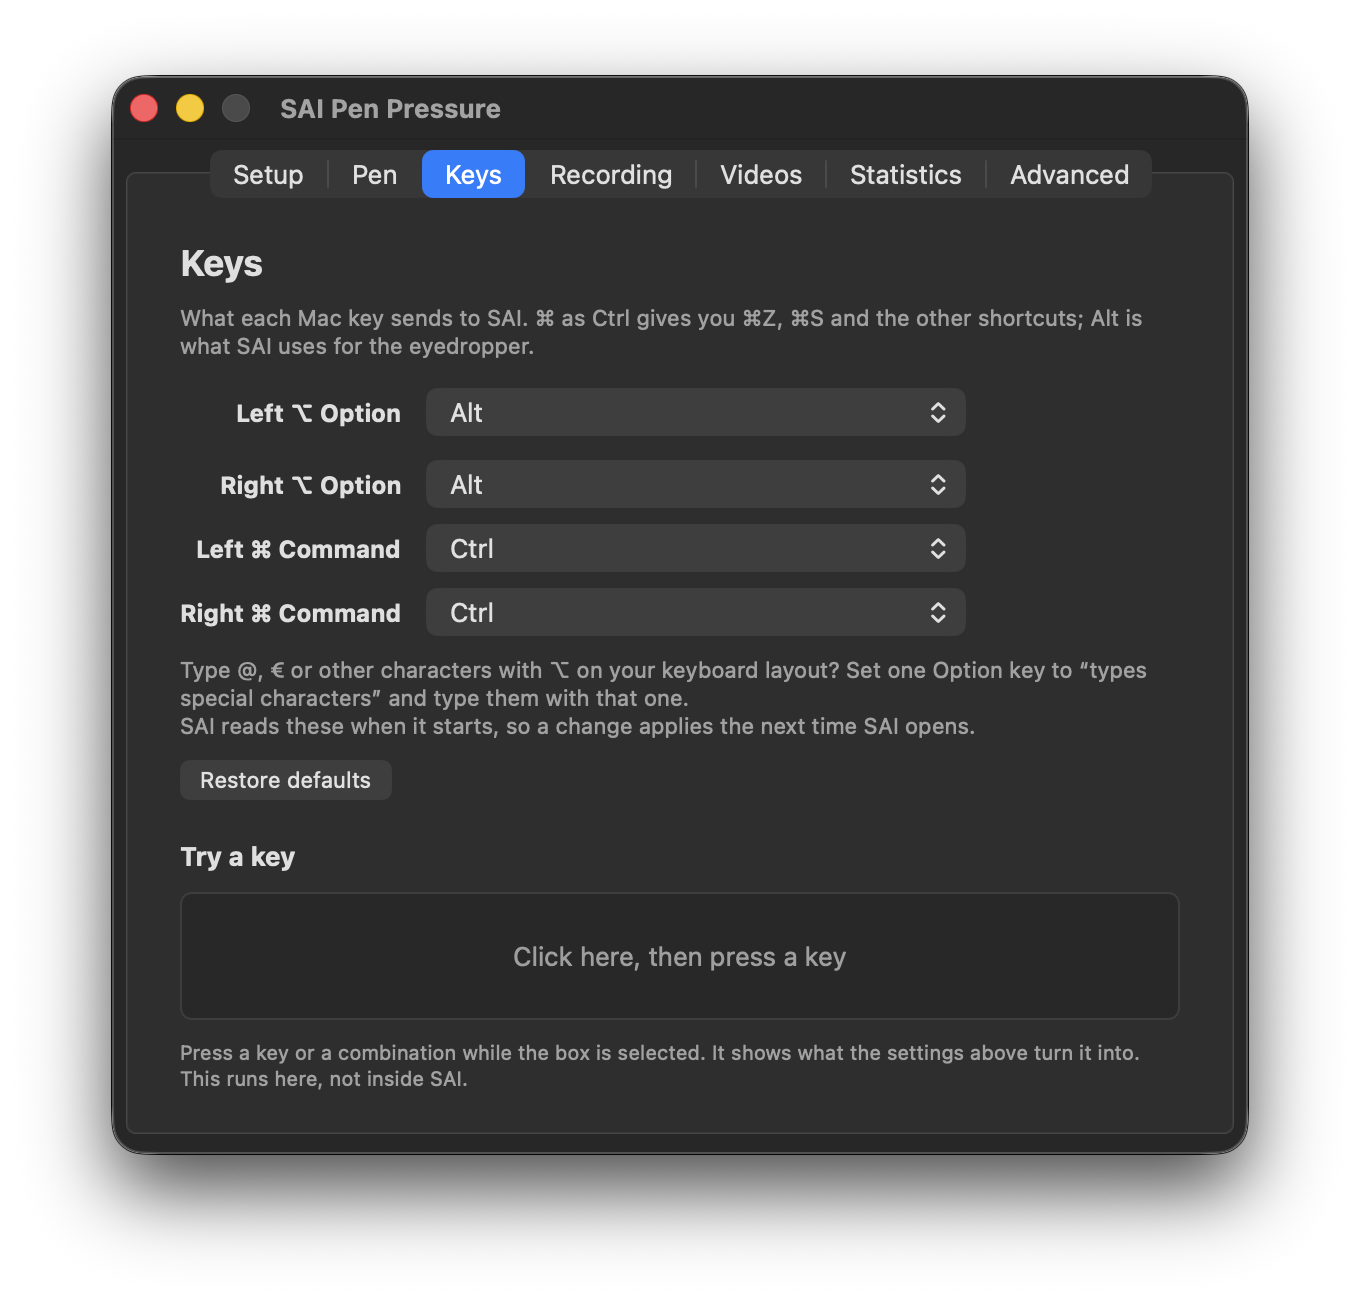 SAI Pen Pressure
Setup Pen Keys Recording Videos Statistics Advanced
Keys
What each Mac key sends to SAI. ⌘ as Ctrl gives you ⌘Z, ⌘S and the other shortcuts; Alt is
what SAI uses for the eyedropper.
Left ⌥ Option Alt
Right ⌥ Option Alt
Left ⌘ Command Ctrl
Right ⌘ Command Ctrl
Type @, € or other characters with ⌥ on your keyboard layout? Set one Option key to “types
special characters” and type them with that one.
SAI reads these when it starts, so a change applies the next time SAI opens.
Restore defaults
Try a key
Click here, then press a key
Press a key or a combination while the box is selected. It shows what the settings above turn it into.
This runs here, not inside SAI.